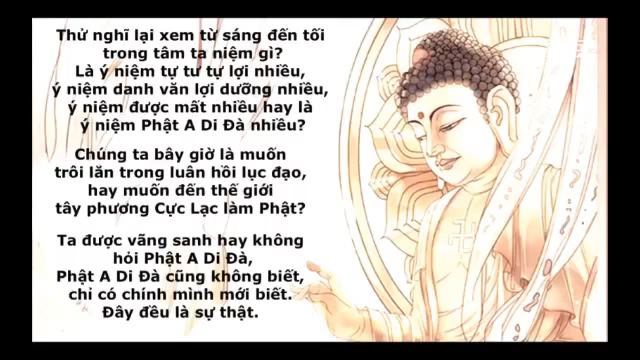 Thử nghĩ lại xem từ sáng đến tối
trong tâm ta niệm gì?
Là ý niệm tự tư tự lợi nhiều,
ý niệm danh văn lợi dưỡng nhiều,
ý niệm được mất nhiều hay là
ý niệm Phật A Di Đà nhiều?
Chúng ta bây giờ là muốn
trôi lăn trong luân hồi lục đạo,
hay muốn đến thế giới
tây phương Cực Lạc làm Phật?
Ta được vãng sanh hay không
hỏi Phật A Di Đà,
Phật A Di Đà cũng không biết,
chỉ có chính mình mới biết.
Đây đều là sự thật.